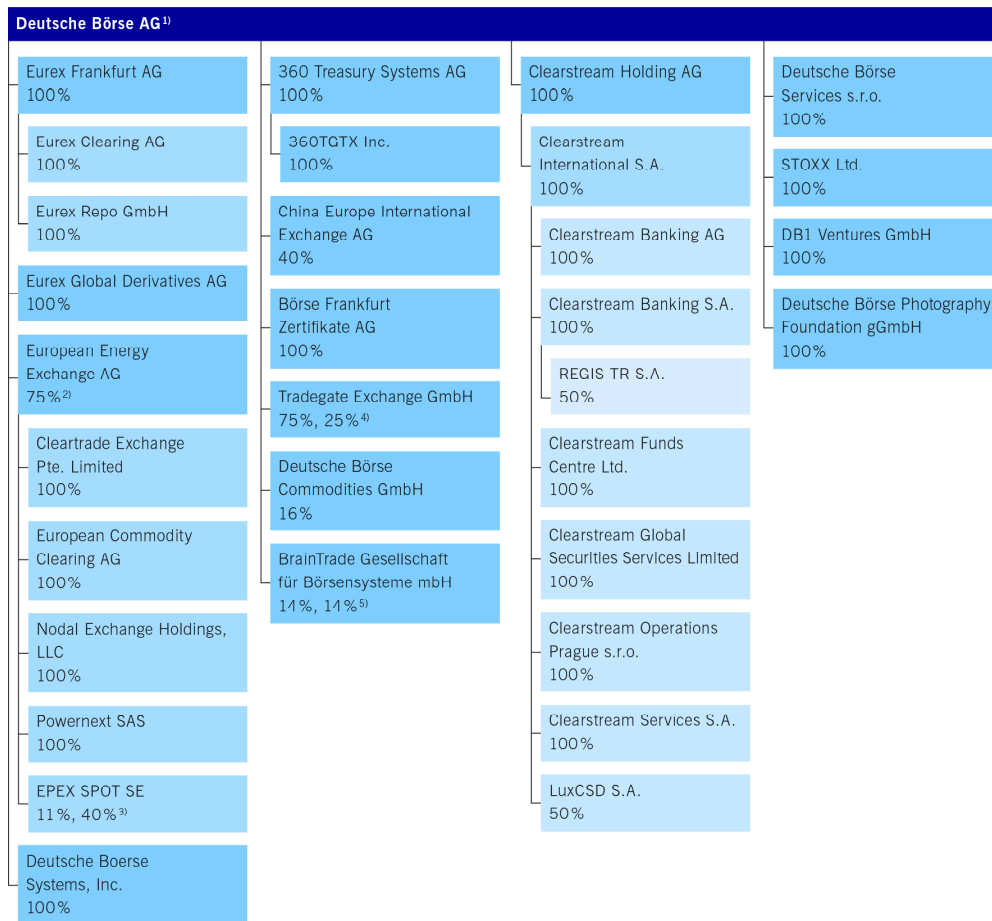 Deutsche Börse AG¹⁾
Eurex Frankfurt AG
100%
Eurex Clearing AG
100%
Eurex Repo GmbH
100%
Eurex Global Derivatives AG
100%
European Energy
Exchange AG
75%²⁾
Cleartrade Exchange
Pte. Limited
100%
European Commodity
Clearing AG
100%
Nodal Exchange Holdings,
LLC
100%
Powernext SAS
100%
EPEX SPOT SE
11%, 40%³⁾
Deutsche Boerse
Systems, Inc.
100%
360 Treasury Systems AG
100%
360TGTX Inc.
100%
China Europe International
Exchange AG
40%
Börse Frankfurt
Zertifikate AG
100%
Tradegate Exchange GmbH
75%, 25%⁴⁾
Deutsche Börse
Commodities GmbH
16%
BrainTrade Gesellschaft
für Börsensysteme mbH
14%, 14%⁵⁾
Clearstream Holding AG
100%
Clearstream
International S.A.
100%
Clearstream Banking AG
100%
Clearstream Banking S.A.
100%
REGIS TR S.A.
50%
Clearstream Funds
Centre Ltd.
100%
Clearstream Global
Securities Services Limited
100%
Clearstream Operations
Prague s.r.o.
100%
Clearstream Services S.A.
100%
LuxCSD S.A.
50%
Deutsche Börse
Services s.r.o.
100%
STOXX Ltd.
100%
DB1 Ventures GmbH
100%
Deutsche Börse Photography
Foundation gGmbH
100%